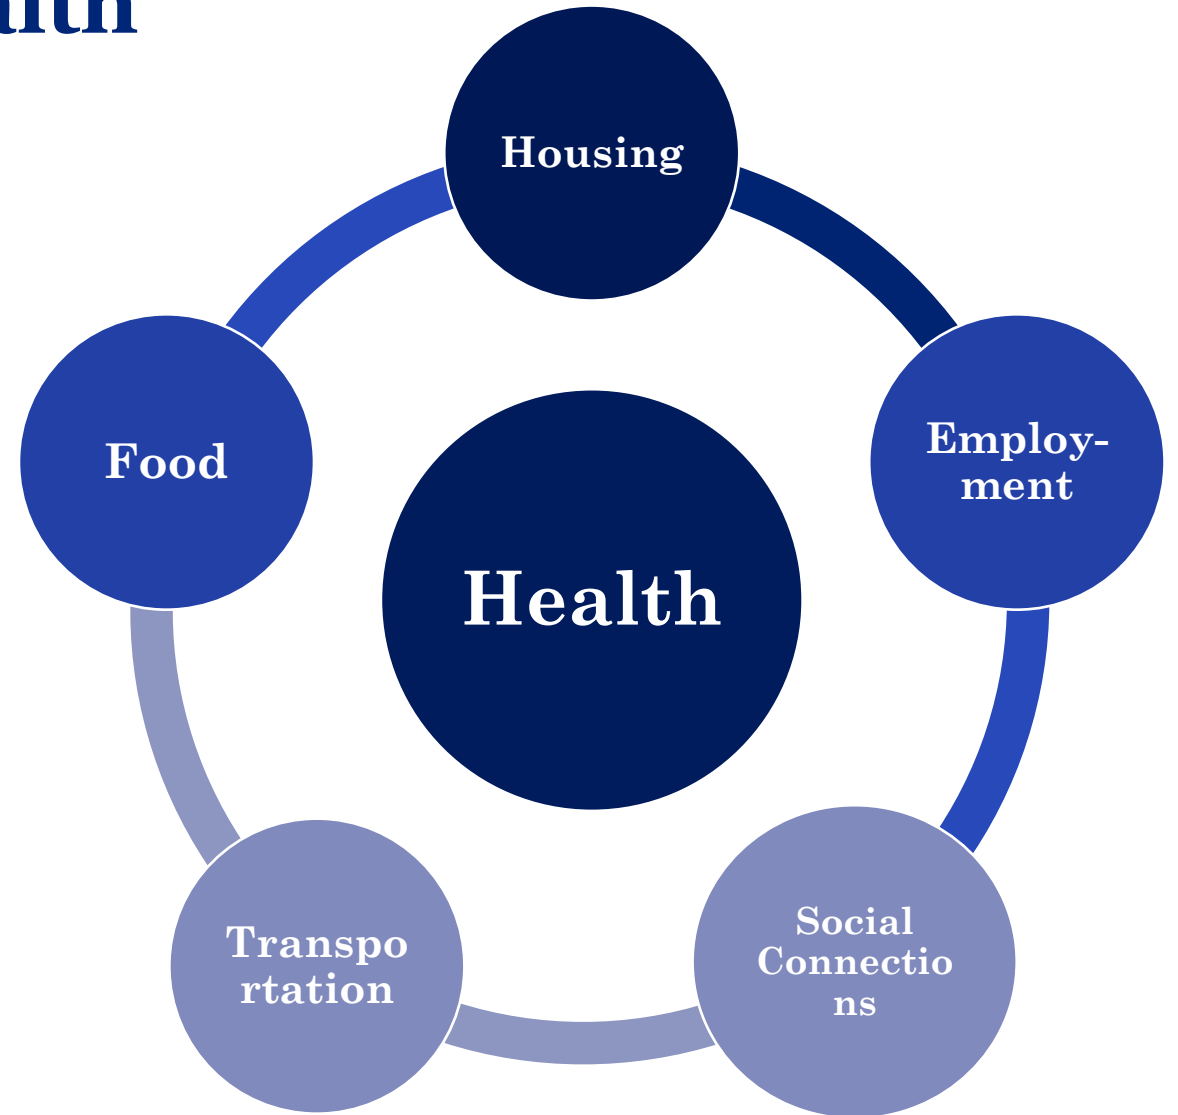 Housing
Food
Employ-
ment
Health
Transpo
rtation
Social
Connectio
ns